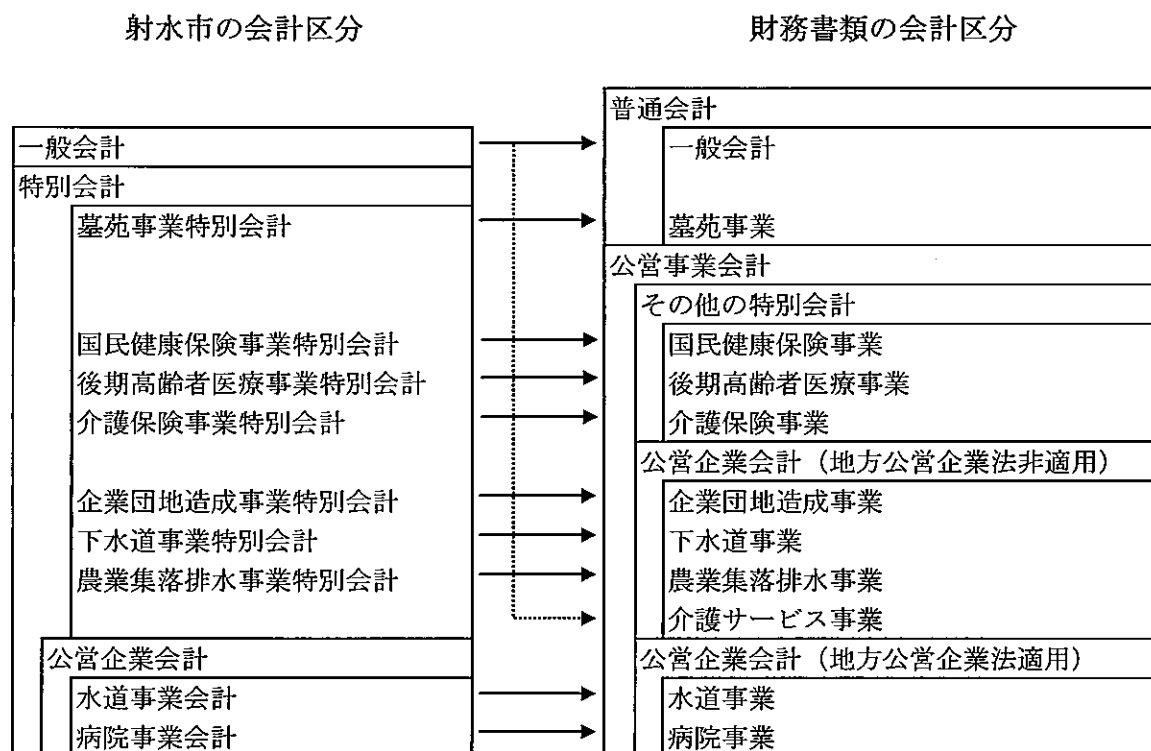 射水市の会計区分
財務書類の会計区分
一般会計
特別会計
墓苑事業特別会計
国民健康保険事業特別会計
後期高齢者医療事業特別会計
介護保険事業特別会計
企業団地造成事業特別会計
下水道事業特別会計
農業集落排水事業特別会計
公営企業会計
水道事業会計
病院事業会計
普通会計
一般会計
墓苑事業
公営事業会計
その他の特別会計
国民健康保険事業
後期高齢者医療事業
介護保険事業
公営企業会計（地方公営企業法非適用）
企業団地造成事業
下水道事業
農業集落排水事業
介護サービス事業
公営企業会計（地方公営企業法適用）
水道事業
病院事業